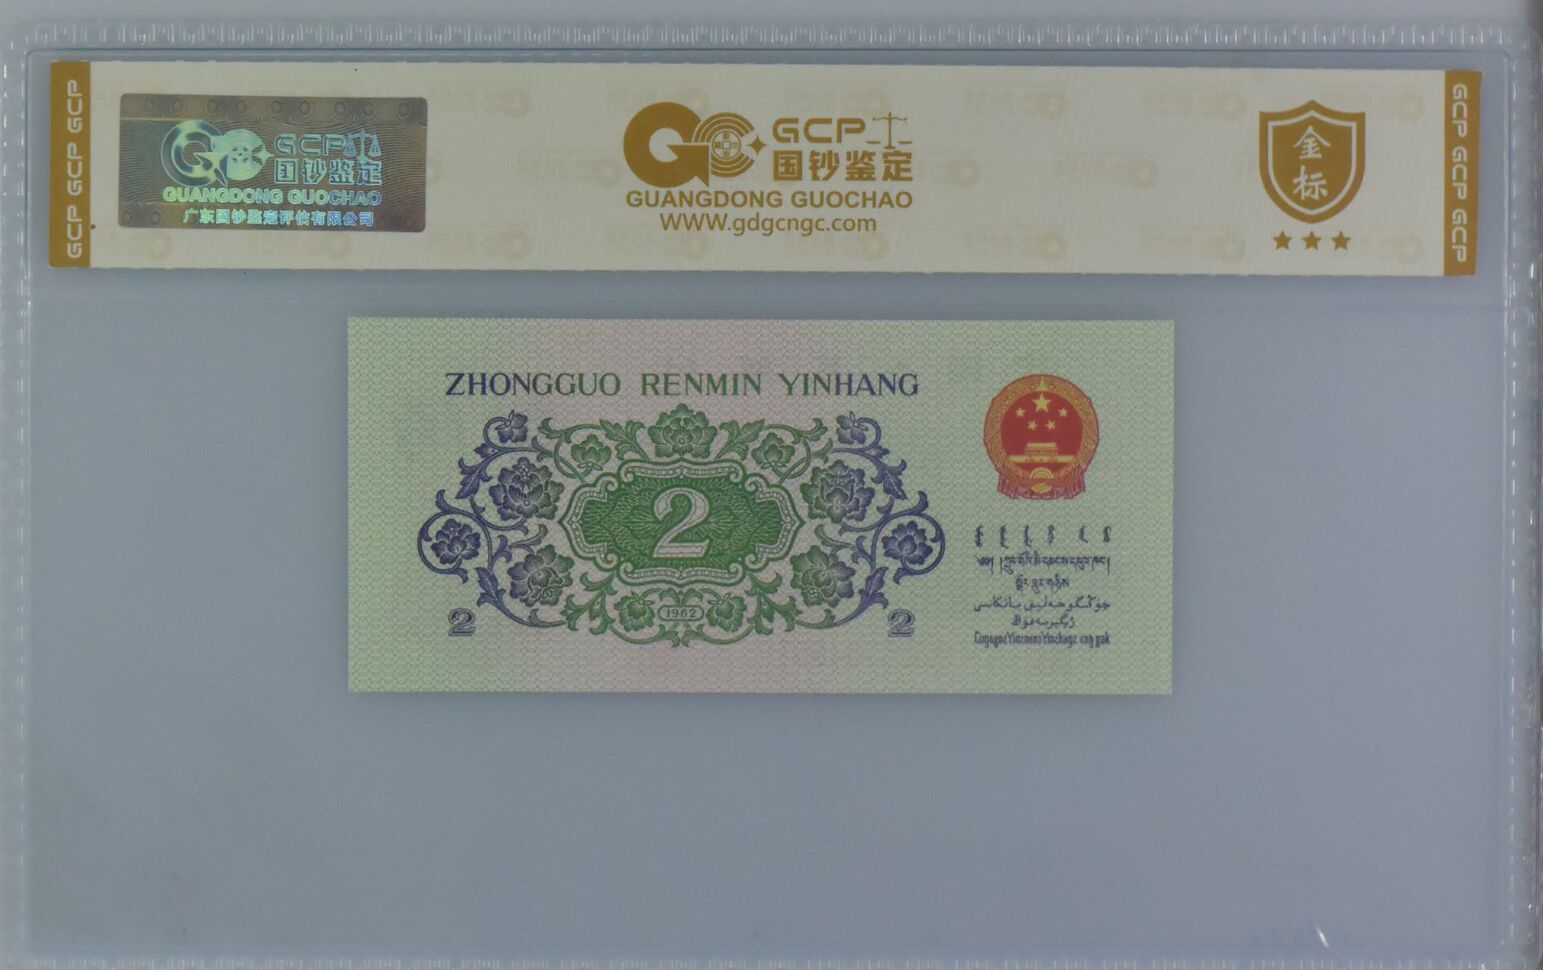 GCP GCP GCP
GCP
国钞鉴定
GUANGDONG GUOCHAO
广东国钞鉴定评估有限公司
GCP
国钞鉴定
GUANGDONG GUOCHAO
WWW.gdgcngc.com
金
标
GCP GCP GCP
ZHONGGUO RENMIN YINHANG
2
1962
2
2